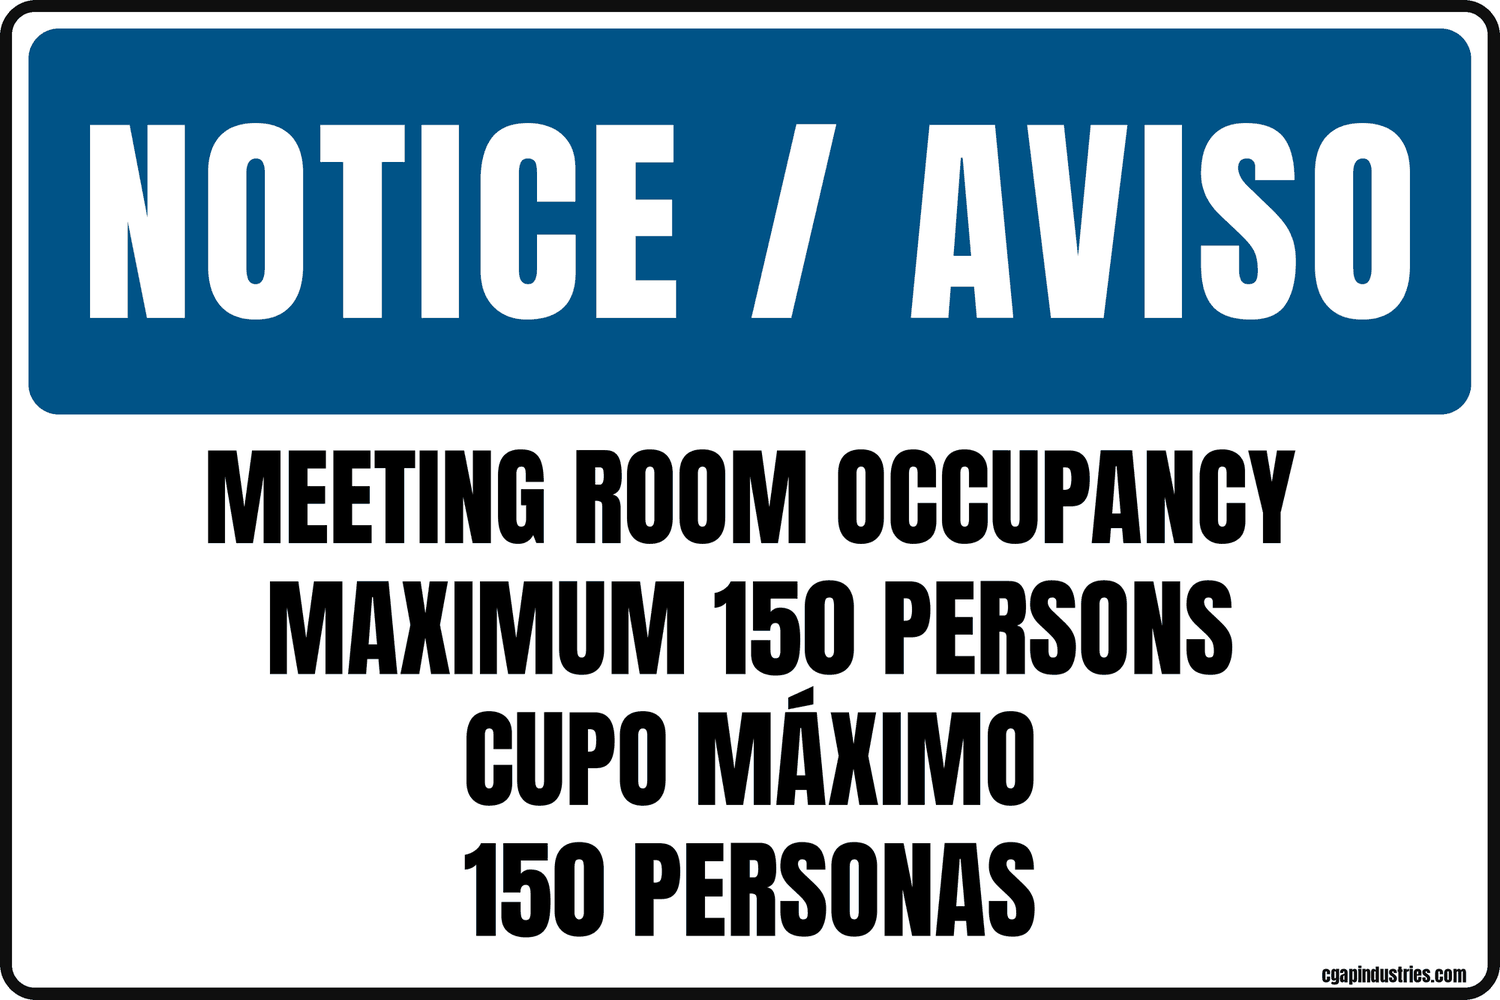 NOTICE / AVISO
MEETING ROOM OCCUPANCY
MAXIMUM 150 PERSONS
CUPO MÁXIMO
150 PERSONAS
cgapindustries.com